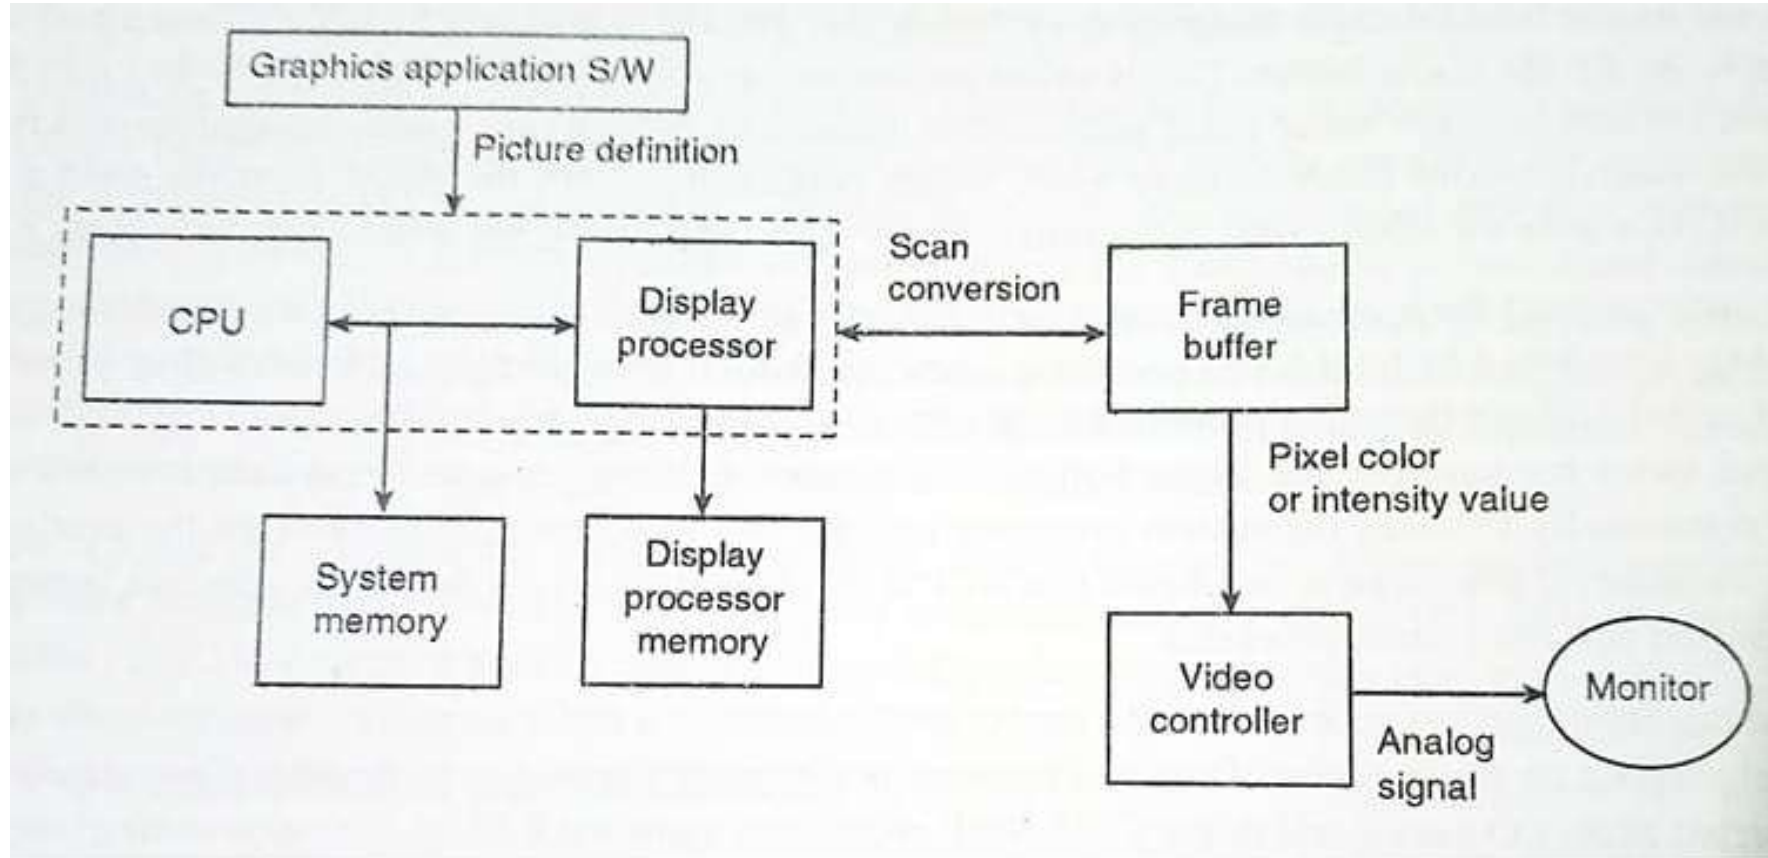 Graphics application S/W
Picture definition
CPU
Display
processor
Scan
conversion
Frame
buffer
Pixel color
or intensity value
System
memory
Display
processor
memory
Video
controller
Analog
signal
Monitor